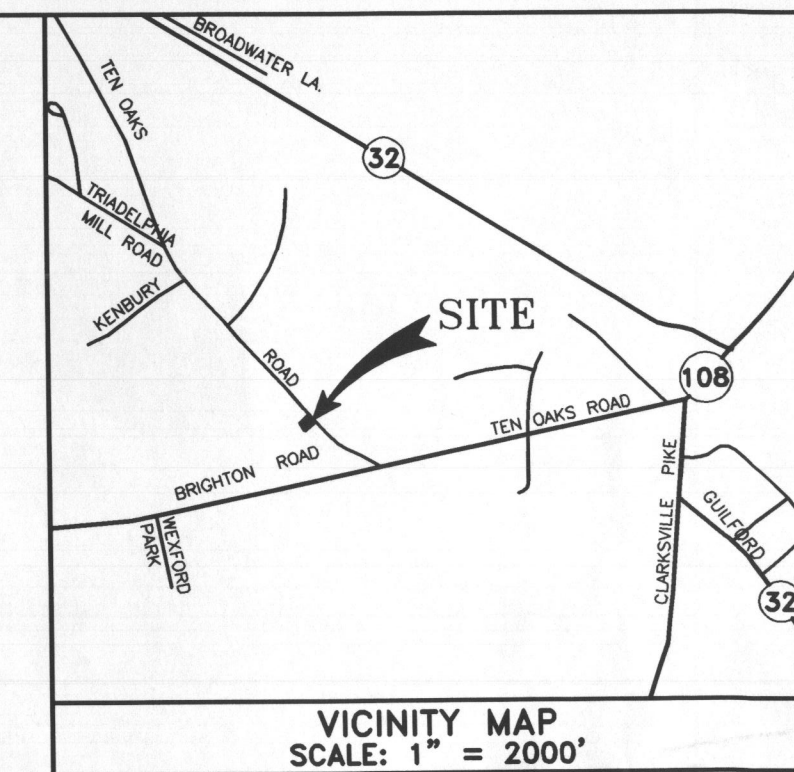 BROADWATER LA.
TEN OAKS
32
TRIADELPHIA
MILL ROAD
KENBURY
ROAD
SITE
108
TEN OAKS ROAD
BRIGHTON ROAD
CLARKSVILLE PIKE
GUILFORD
WEXFORD
PARK
32
VICINITY MAP
SCALE: 1" = 2000'